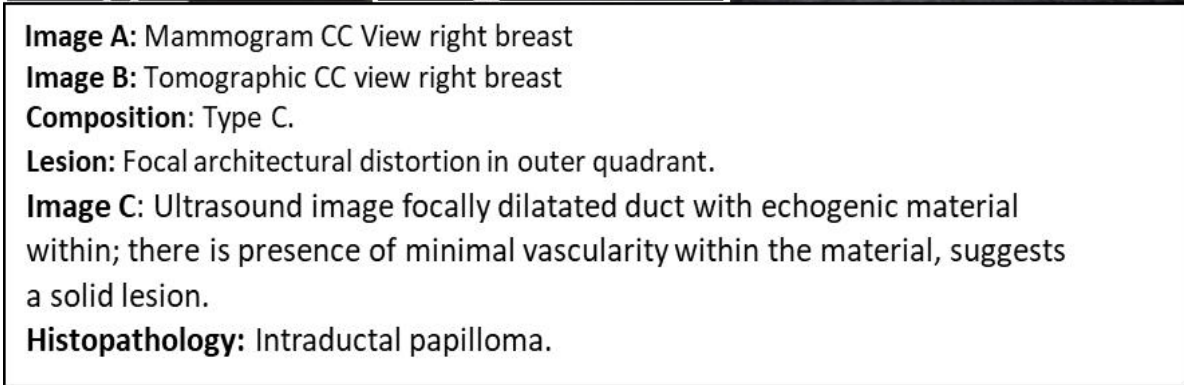 Image A: Mammogram CC View right breast
Image B: Tomographic CC view right breast
Composition: Type C.
Lesion: Focal architectural distortion in outer quadrant.
Image C: Ultrasound image focally dilatated duct with echogenic material
within; there is presence of minimal vascularity within the material, suggests
a solid lesion.
Histopathology: Intraductal papilloma.